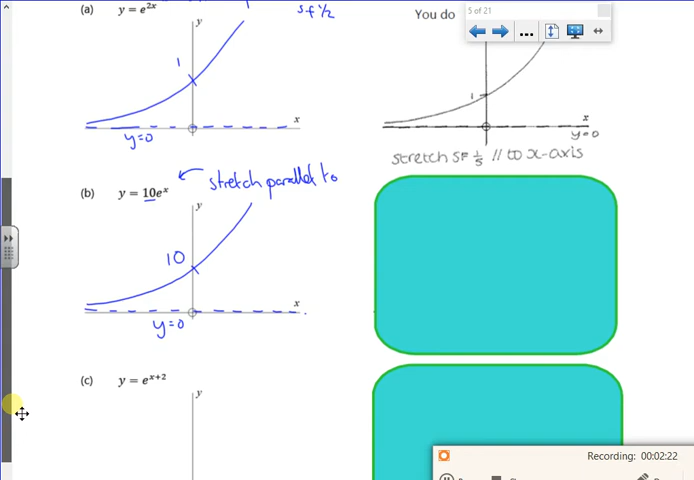 (a) y = e^{2x}
sf 1/2
y
1
x
y=0
You do
5 of 21
1
x
y=0
stretch SF 1/5 // to x-axis
(b) y = 10e^x
stretch parallel to
y
10
x
y=0
(c) y = e^{x+2}
y
Recording: 00:02:22